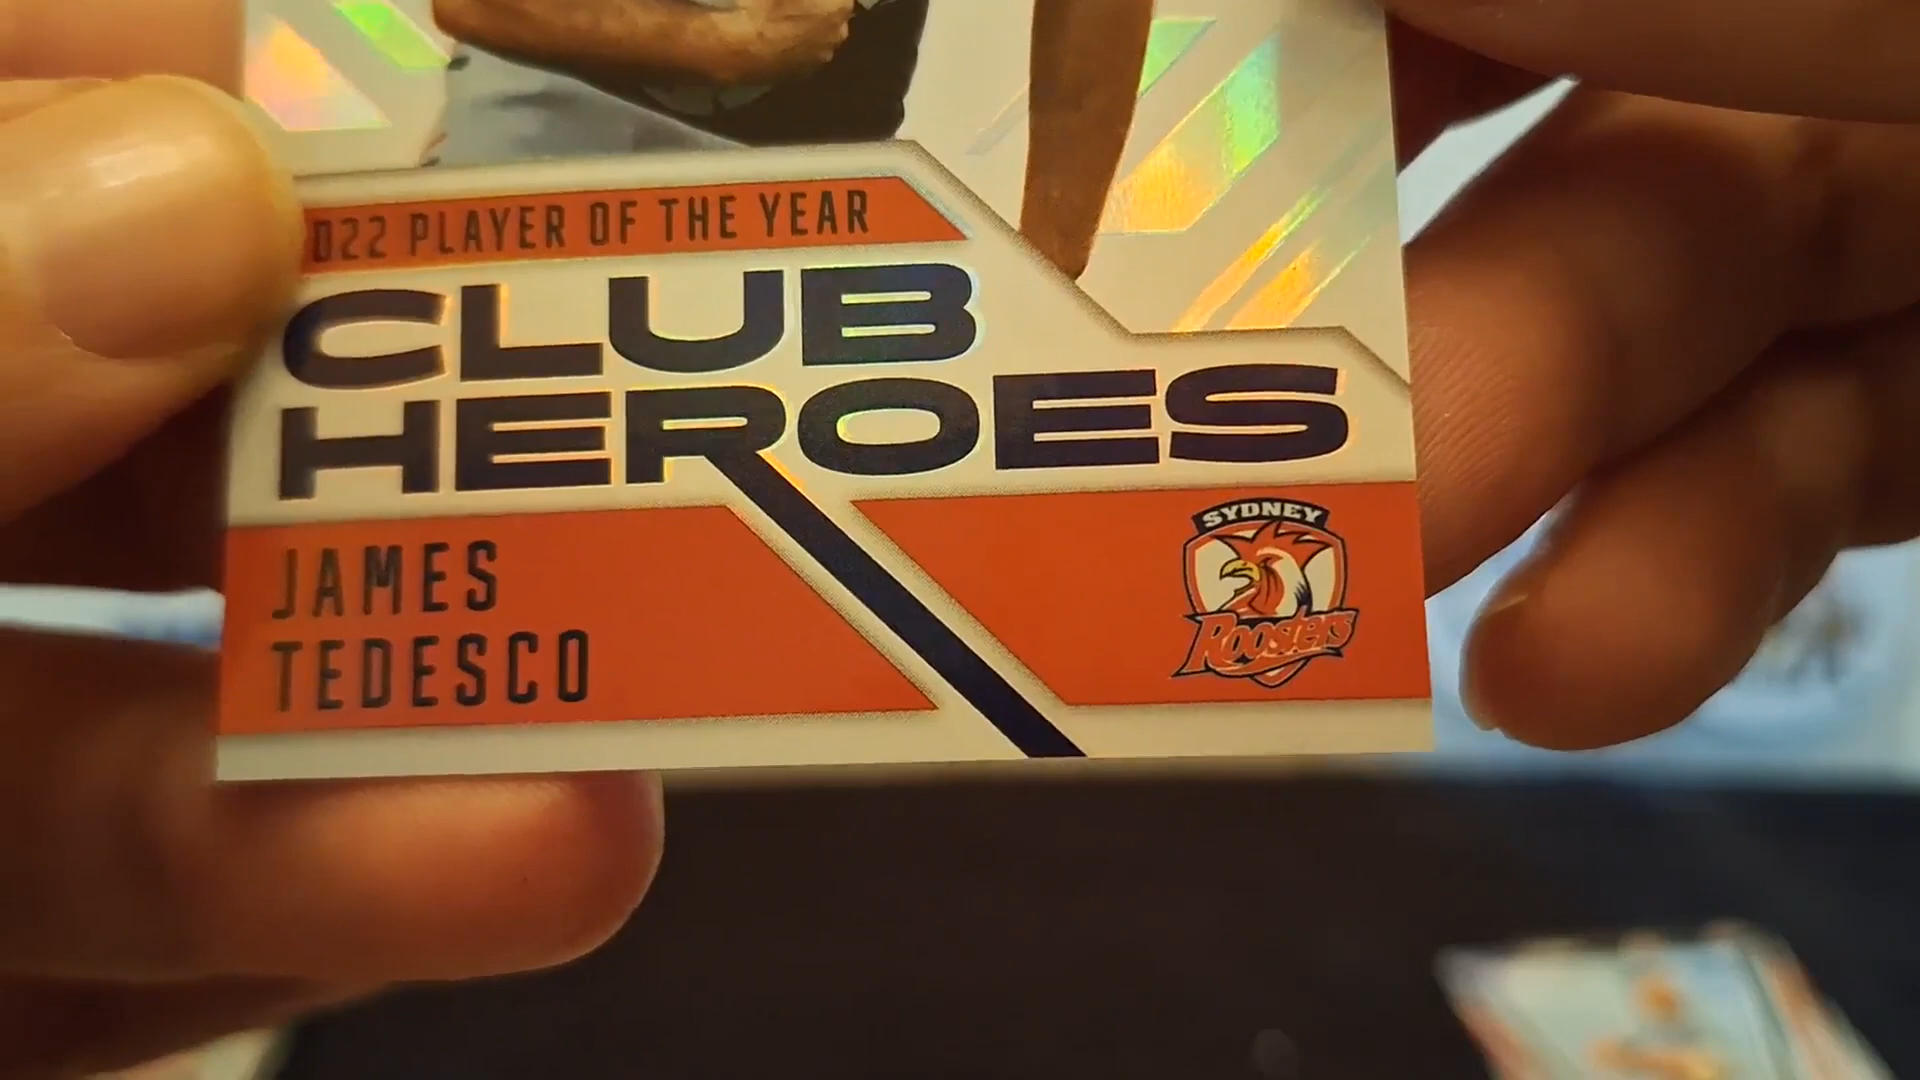 022 PLAYER OF THE YEAR
CLUB
HEROES
JAMES
TEDESCO
SYDNEY
Roosters